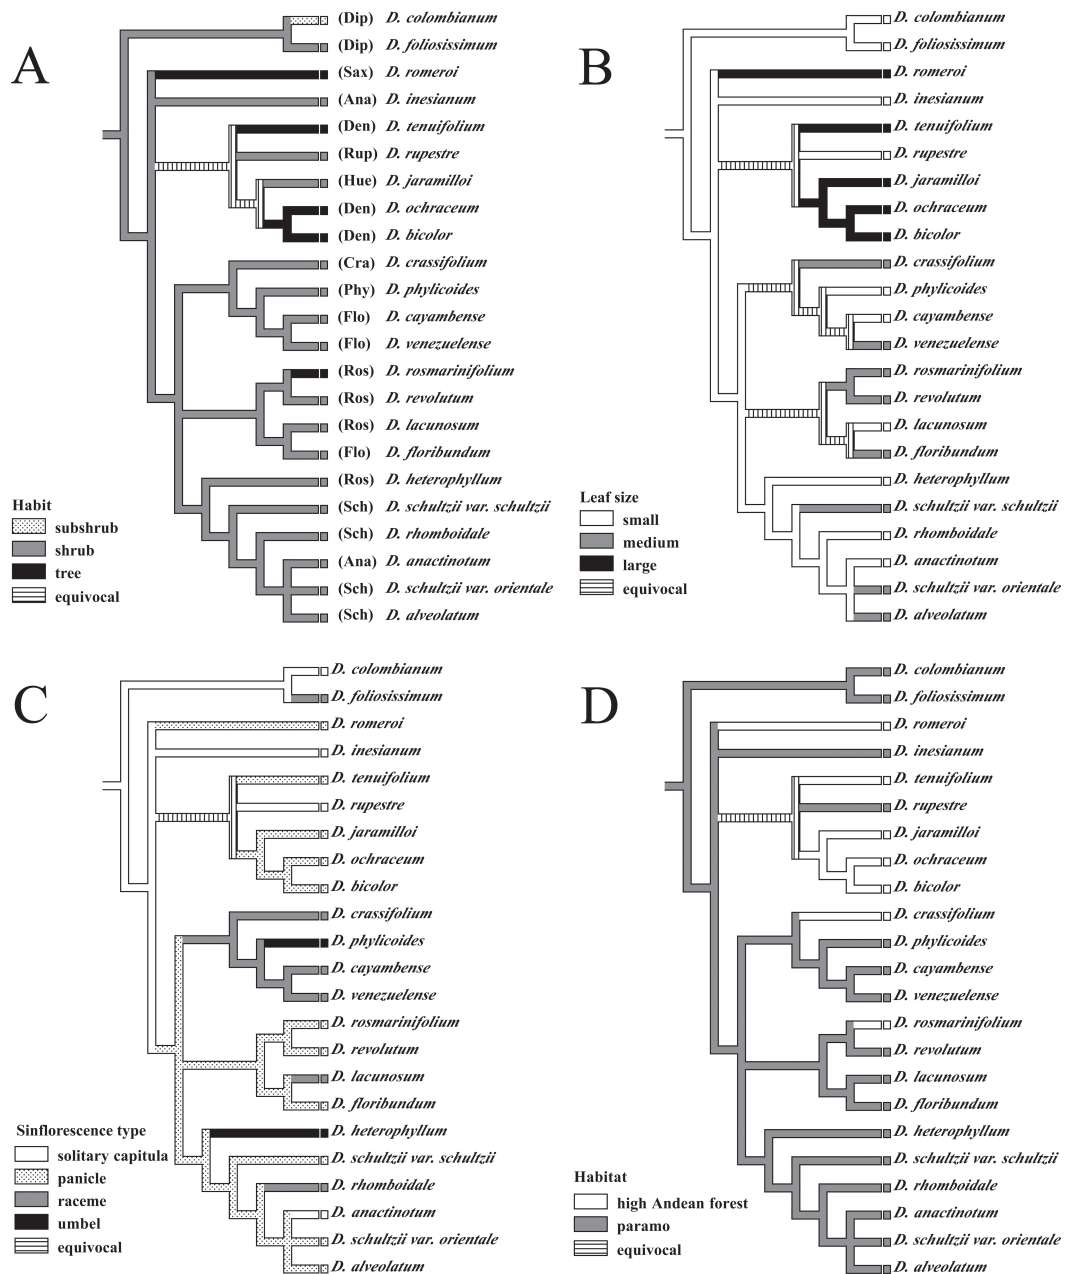 A
(Dip) D. colombianum
(Dip) D. foliosissimum
(Sax) D. romeroi
(Ana) D. inesianum
(Den) D. tenuifolium
(Rup) D. rupestre
(Hue) D. jaramilloi
(Den) D. ochraceum
(Den) D. bicolor
(Cra) D. crassifolium
(Phy) D. phylicoides
(Flo) D. cayambense
(Flo) D. venezuelense
(Ros) D. rosmarinifolium
(Ros) D. revolutum
(Ros) D. lacunosum
(Flo) D. floribundum
(Ros) D. heterophyllum
(Sch) D. schultzii var. schultzii
(Sch) D. rhomboidale
(Ana) D. anactinotum
(Sch) D. schultzii var. orientale
(Sch) D. alveolatum
Habit
subshrub
shrub
tree
equivocal
B
D. colombianum
D. foliosissimum
D. romeroi
D. inesianum
D. tenuifolium
D. rupestre
D. jaramilloi
D. ochraceum
D. bicolor
D. crassifolium
D. phylicoides
D. cayambense
D. venezuelense
D. rosmarinifolium
D. revolutum
D. lacunosum
D. floribundum
D. heterophyllum
D. schultzii var. schultzii
D. rhomboidale
D. anactinotum
D. schultzii var. orientale
D. alveolatum
Leaf size
small
medium
large
equivocal
C
D. colombianum
D. foliosissimum
D. romeroi
D. inesianum
D. tenuifolium
D. rupestre
D. jaramilloi
D. ochraceum
D. bicolor
D. crassifolium
D. phylicoides
D. cayambense
D. venezuelense
D. rosmarinifolium
D. revolutum
D. lacunosum
D. floribundum
D. heterophyllum
D. schultzii var. schultzii
D. rhomboidale
D. anactinotum
D. schultzii var. orientale
D. alveolatum
Sinflorescence type
solitary capitula
panicle
raceme
umbel
equivocal
D
D. colombianum
D. foliosissimum
D. romeroi
D. inesianum
D. tenuifolium
D. rupestre
D. jaramilloi
D. ochraceum
D. bicolor
D. crassifolium
D. phylicoides
D. cayambense
D. venezuelense
D. rosmarinifolium
D. revolutum
D. lacunosum
D. floribundum
D. heterophyllum
D. schultzii var. schultzii
D. rhomboidale
D. anactinotum
D. schultzii var. orientale
D. alveolatum
Habitat
high Andean forest
paramo
equivocal